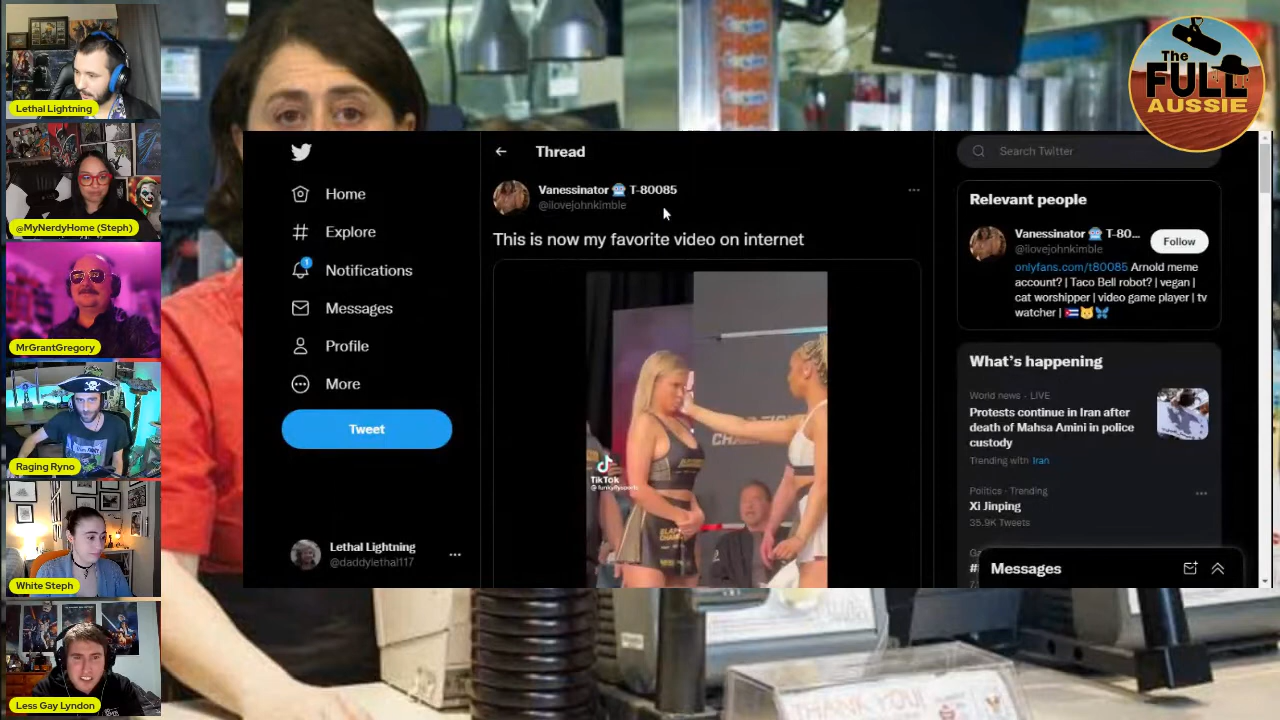 Lethal Lightning
@MyNerdyHome (Steph)
MrGrantGregory
Raging Ryno
White Steph
Less Gay Lyndon
The
FULL
AUSSIE
Home
Explore
1
Notifications
Messages
Profile
More
Tweet
Lethal Lightning
@daddylethal117
Thread
Vanessinator T-80085
@ilovejohnkimble
This is now my favorite video on internet
TikTok
CHAMP
Search Twitter
Relevant people
Vanessinator T-80...
@ilovejohnkimble
Follow
onlyfans.com/t80085 Arnold meme
account? | Taco Bell robot? | vegan |
cat worshipper | video game player | tv
watcher |
What's happening
World news · LIVE
Protests continue in Iran after
death of Mahsa Amini in police
custody
Trending with Iran
Politics · Trending
Xi Jinping
35.9K Tweets
Messages
THANK YOU!